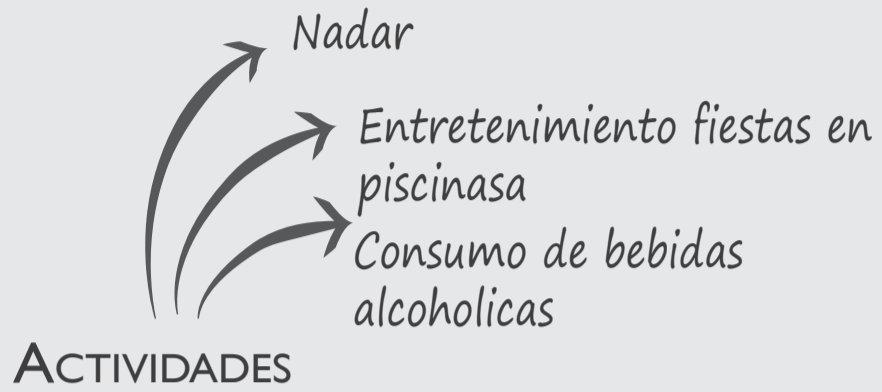 Nadar
Entretenimiento fiestas en
piscinasa
Consumo de bebidas
alcoholicas
ACTIVIDADES